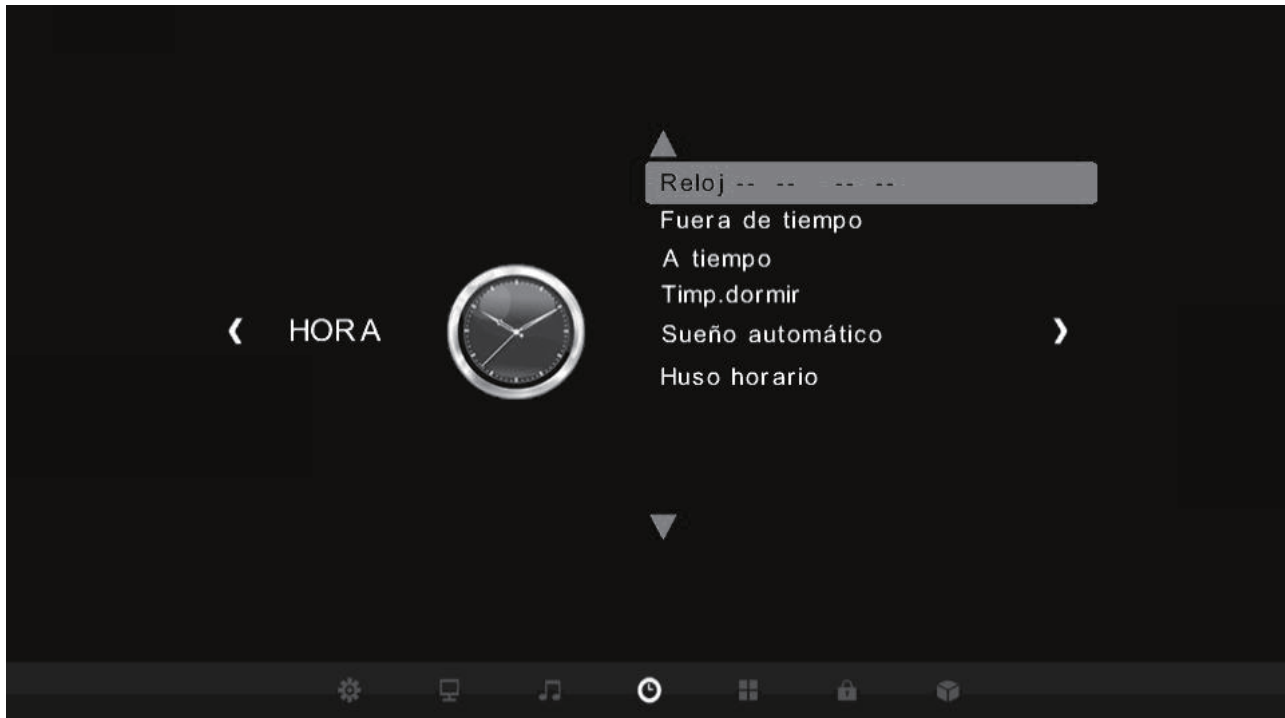 Reloj -- -- -- --
Fuera de tiempo
A tiempo
Timp.dormir
HORA
Sueño automático
Huso horario